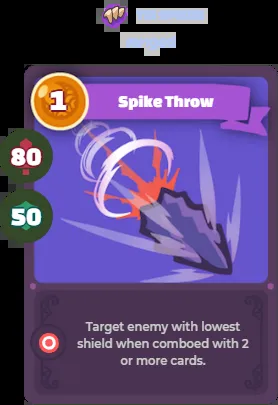 1
Spike Throw
80
50
Target enemy with lowest
shield when comboed with 2
or more cards.